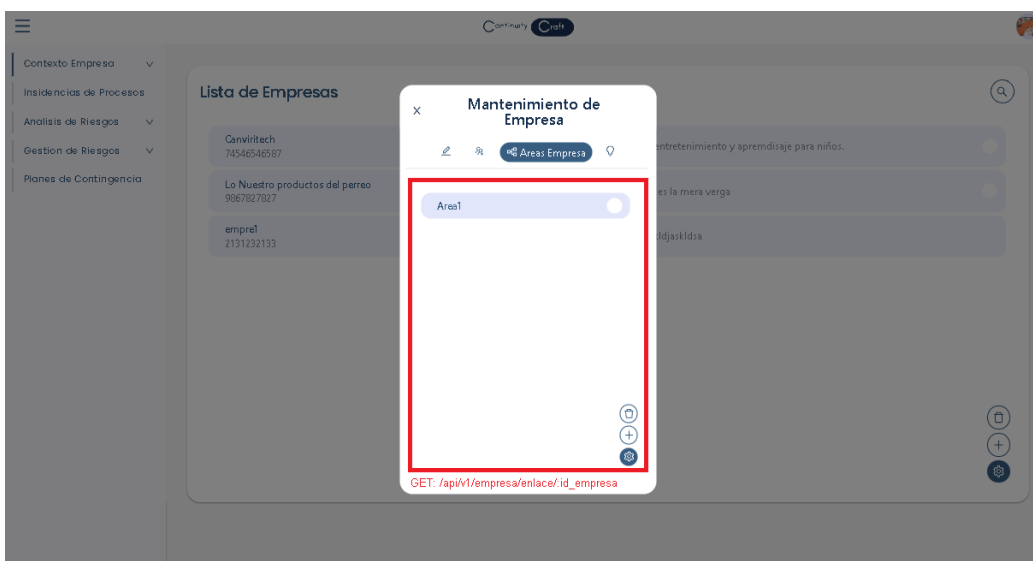 Continuity Craft
Contexto Empresa
Insidencias de Procesos
Analisis de Riesgos
Gestion de Riesgos
Planes de Contingencia
Lista de Empresas
Canviritech
74546546587
entretenimiento y apremdisaje para niños.
Lo Nuestro productos del perreo
9867827827
es la mera verga
empre1
2131232133
ldjaskldsa
Mantenimiento de
Empresa
Areas Empresa
Area1
GET: /api/v1/empresa/enlace/:id_empresa